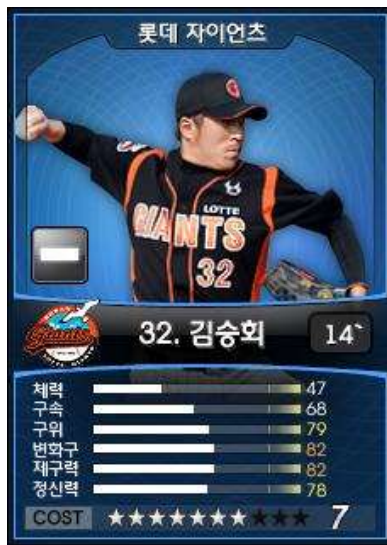 롯데 자이언츠
LOTTE
GIANTS
32
Giants
32. 김승회
14`
체력 47
구속 68
구위 79
변화구 82
제구력 82
정신력 78
COST ★★★★★★★★★★ 7